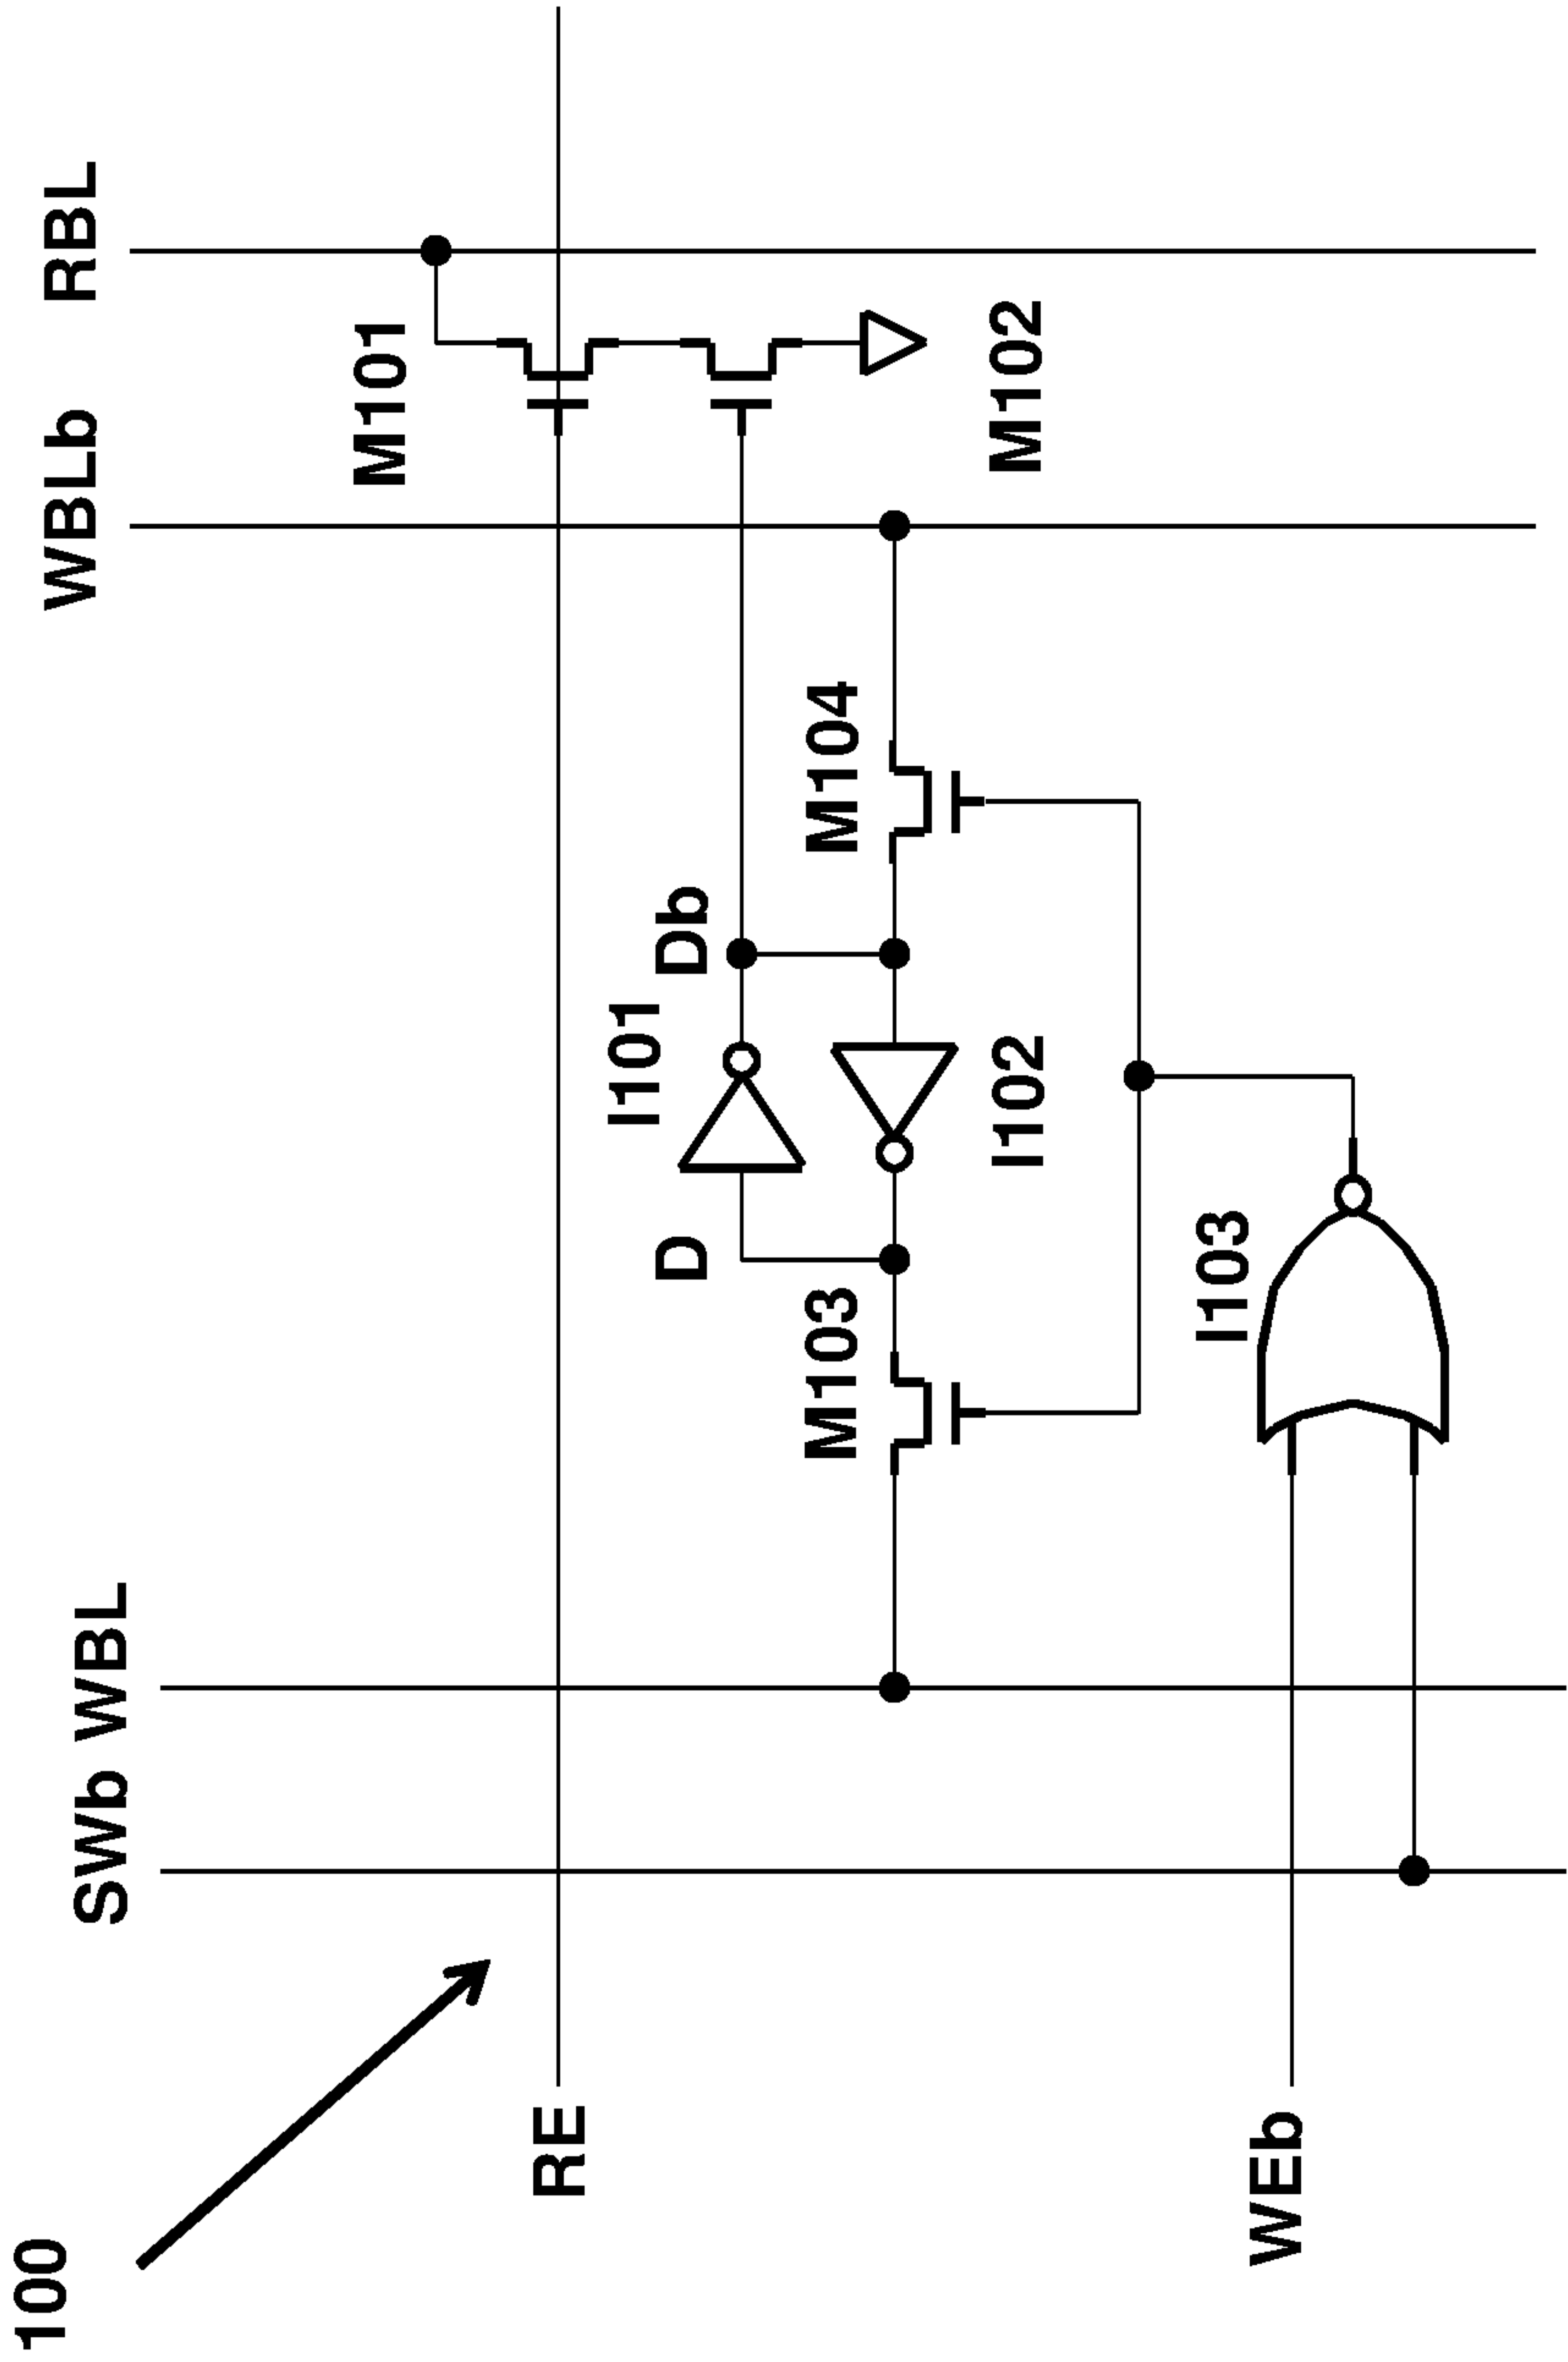 100
SWb WBL
WBLb
RBL
M101
RE
M102
I101
D
Db
M103
M104
I102
I103
WEb